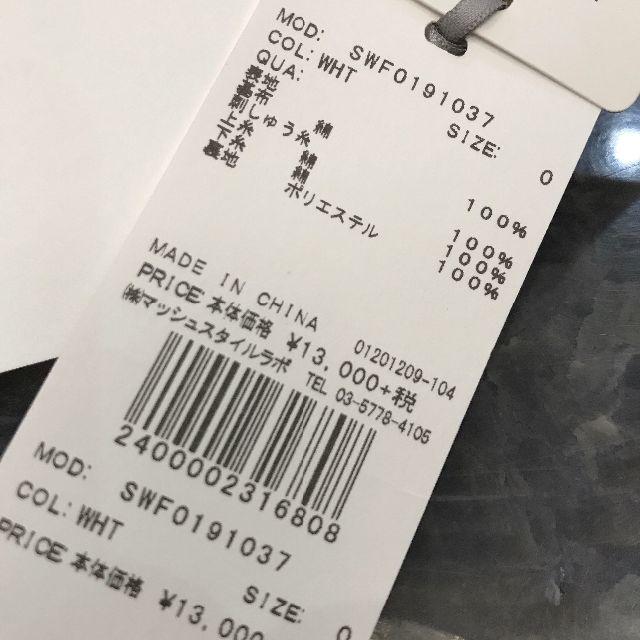 MOD: SWF0191037
COL: WHT SIZE: 0
QUA:
表地
刺しゅう糸 綿 100%
上糸 綿 100%
綿 100%
裏地 ポリエステル 100%
MADE IN CHINA 01201209-104
PRICE 本体価格 ¥13,000+税
㈱マッシュスタイルラボ TEL 03-5778-4105
2400002316808
MOD: SWF0191037
COL: WHT SIZE: 0
PRICE 本体価格 ¥13,000